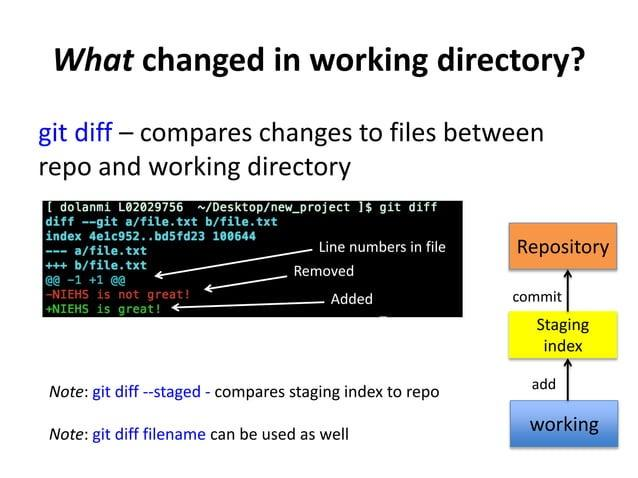 What changed in working directory?
git diff – compares changes to files between
repo and working directory
[ dolanmi L02029756 ~/Desktop/new_project ]$ git diff
diff --git a/file.txt b/file.txt
index 4e1c952..bd5fd23 100644
--- a/file.txt
+++ b/file.txt
@@ -1 +1 @@
-NIEHS is not great!
+NIEHS is great!
Line numbers in file
Removed
Added
Repository
commit
Staging
index
add
working
Note: git diff --staged - compares staging index to repo
Note: git diff filename can be used as well